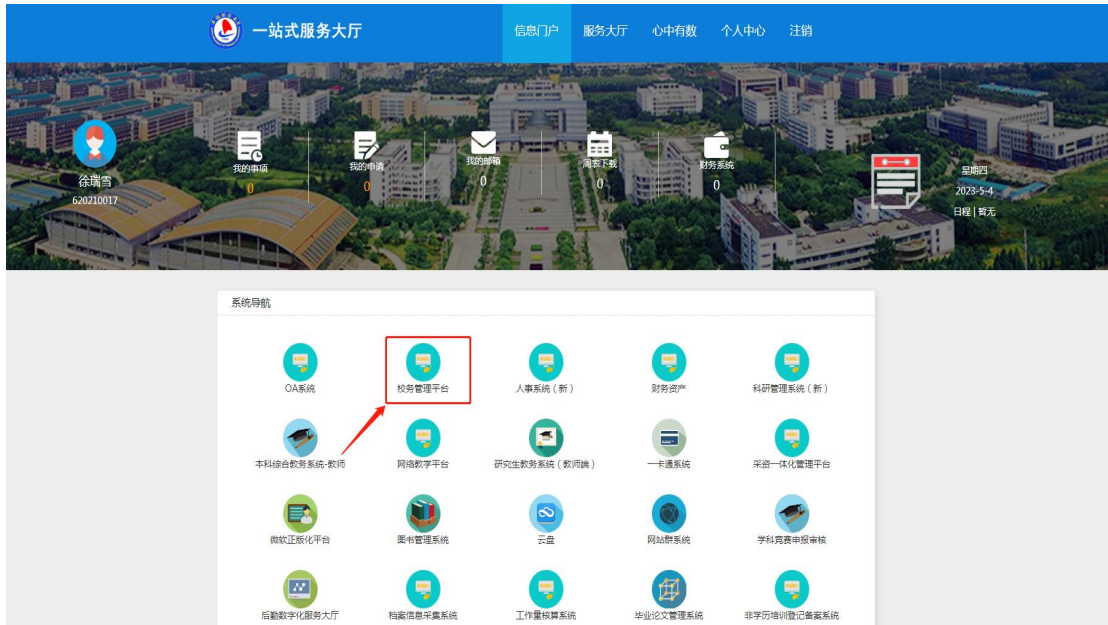 一站式服务大厅
信息门户 服务大厅 心中有数 个人中心 注销
徐瑞雪
620210017
我的事项
0
我的申请
0
我的邮箱
0
周表下载
0
财务系统
0
星期四
2023-5-4
日程 | 暂无
系统导航
OA系统 校务管理平台 人事系统（新） 财务资产 科研管理系统（新）
本科综合教务系统-教师 网络教学平台 研究生教务系统（教师端） 一卡通系统 采资一体化管理平台
微软正版化平台 图书管理系统 云盘 网站群系统 学科竞赛申报审核
后勤数字化服务大厅 档案信息采集系统 工作量核算系统 毕业论文管理系统 非学历培训登记备案系统